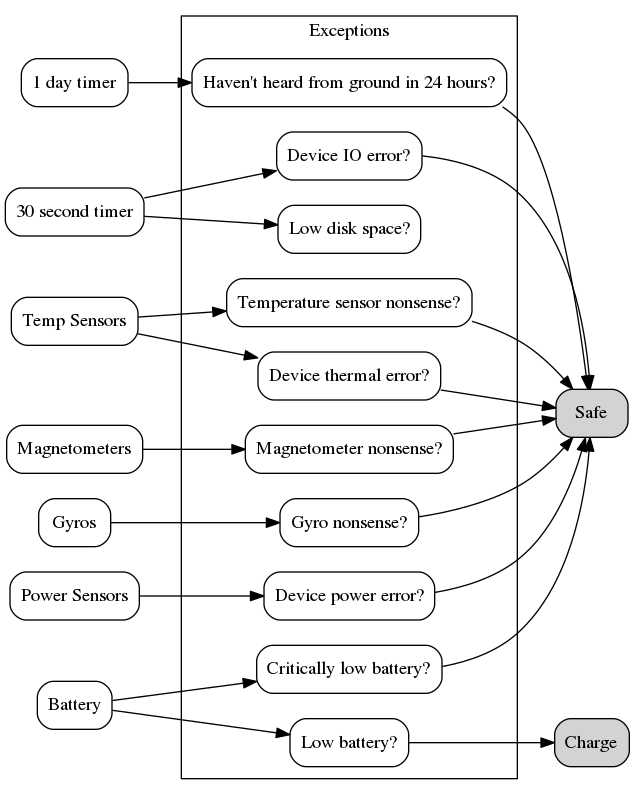 Exceptions
1 day timer
Haven't heard from ground in 24 hours?
Device IO error?
30 second timer
Low disk space?
Temperature sensor nonsense?
Temp Sensors
Device thermal error?
Safe
Magnetometers
Magnetometer nonsense?
Gyros
Gyro nonsense?
Power Sensors
Device power error?
Critically low battery?
Battery
Low battery?
Charge